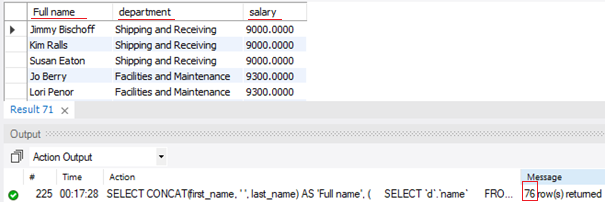 Full name department salary
Jimmy Bischoff Shipping and Receiving 9000.0000
Kim Ralls Shipping and Receiving 9000.0000
Susan Eaton Shipping and Receiving 9000.0000
Jo Berry Facilities and Maintenance 9300.0000
Lori Penor Facilities and Maintenance 9300.0000
Result 71 ×
Output
Action Output
# Time Action Message
225 00:17:28 SELECT CONCAT(first_name, ' ', last_name) AS 'Full name', ( SELECT `d`.`name` FRO... 76 row(s) returned